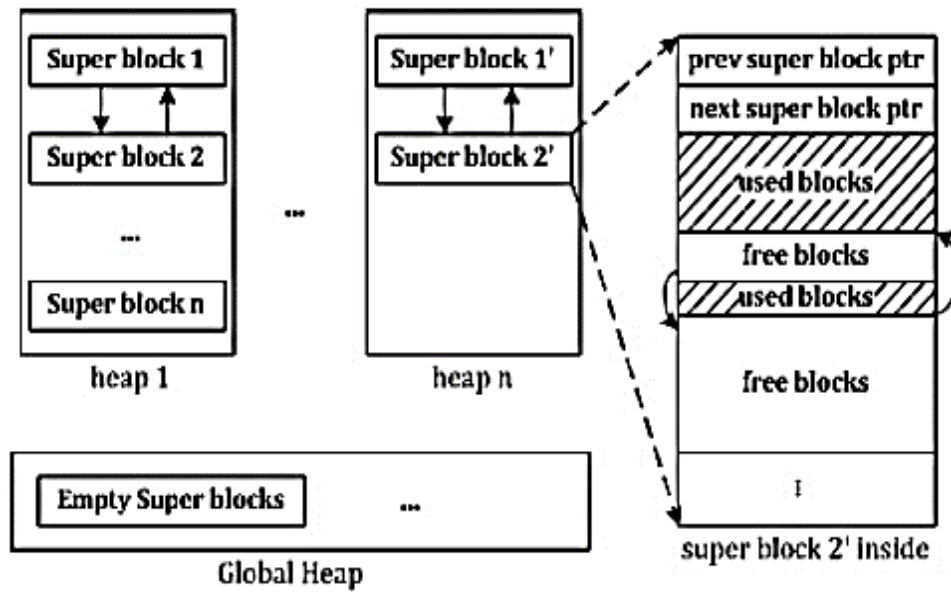 Super block 1
Super block 2
...
Super block n
heap 1
...
Super block 1'
Super block 2'
heap n
prev super block ptr
next super block ptr
used blocks
free blocks
used blocks
free blocks
super block 2' inside
Empty Super blocks
...
Global Heap